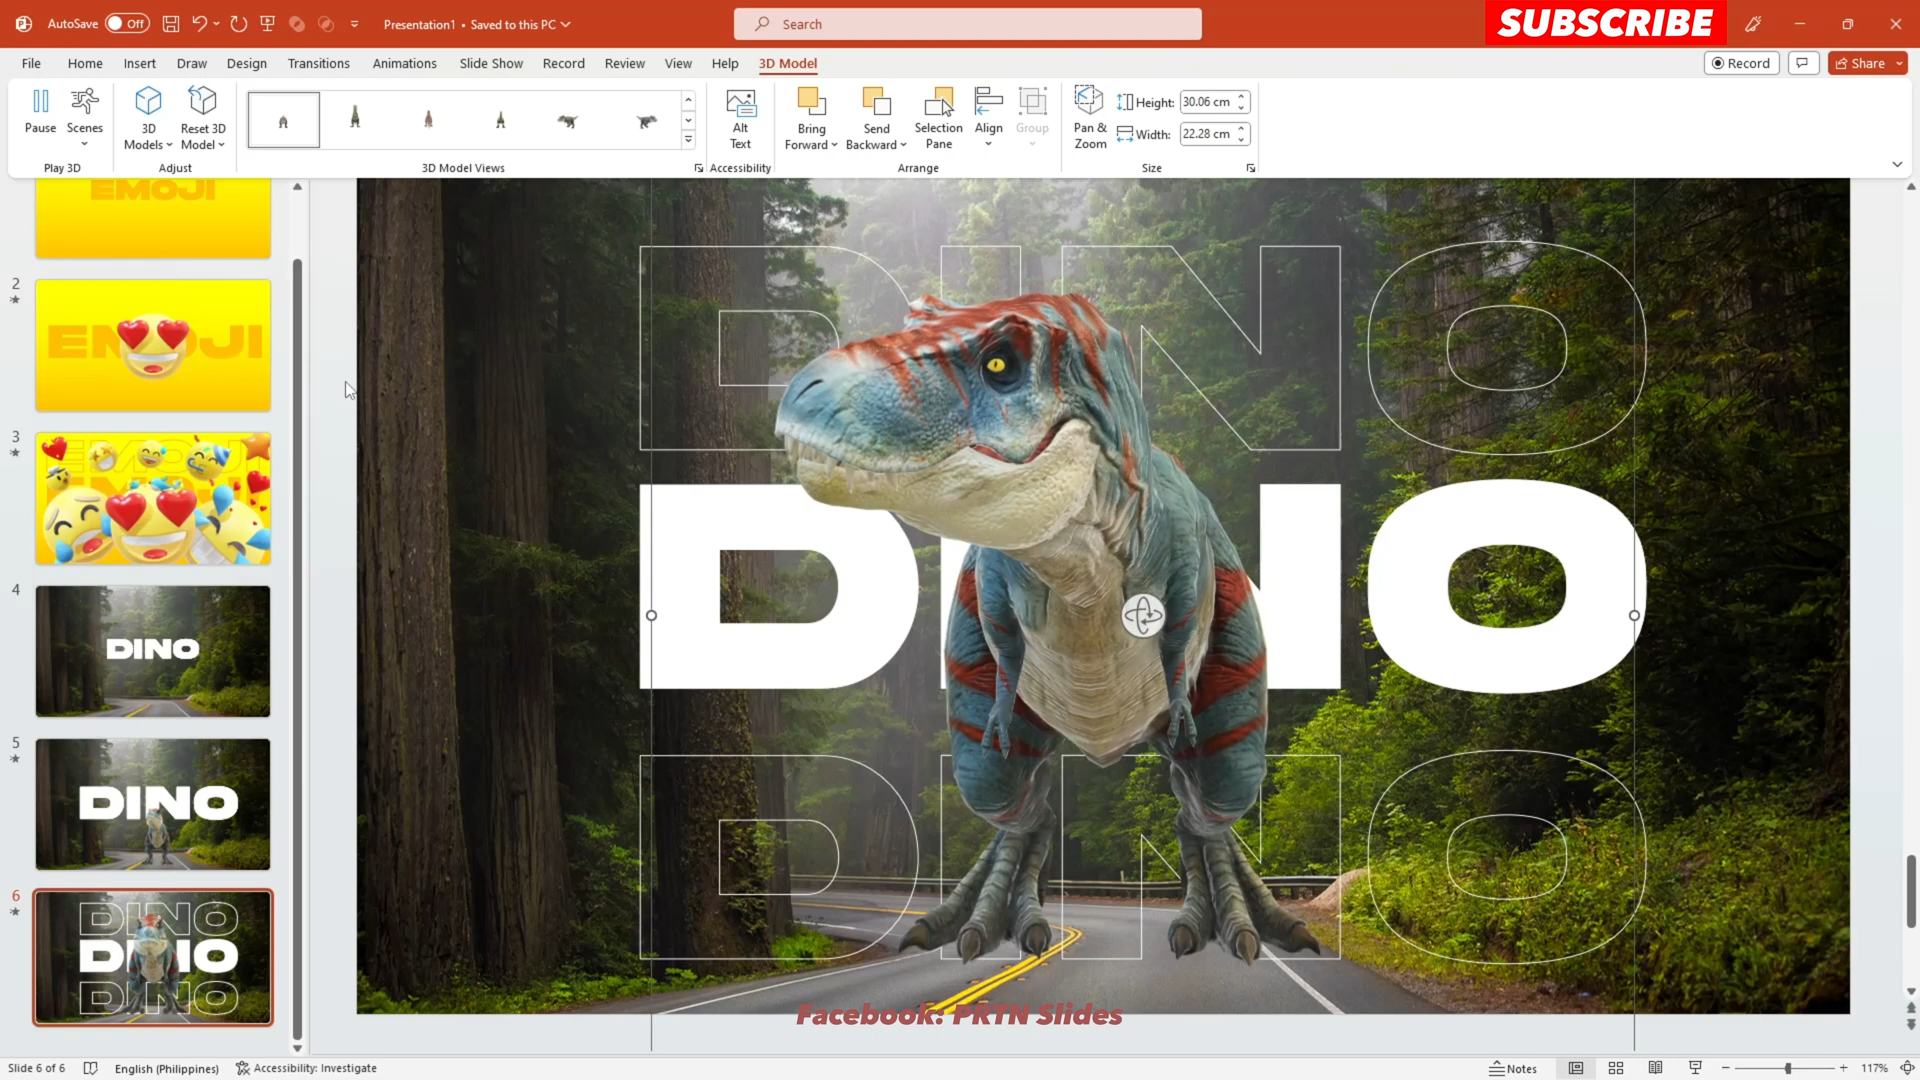 AutoSave Off Presentation1 • Saved to this PC Search SUBSCRIBE
File Home Insert Draw Design Transitions Animations Slide Show Record Review View Help 3D Model Record Share
Pause Scenes 3D Models Reset 3D Model Alt Text Bring Forward Send Backward Selection Pane Align Group Pan & Zoom Height: 30.06 cm Width: 22.28 cm
Play 3D Adjust 3D Model Views Accessibility Arrange Size
EMOJI
2
EMOJI
3
EMOJI
EMOJI
4
DINO
5
DINO
6
DINO
DINO
DINO
DINO
DINO
DINO
Facebook: PRTN Slides
Slide 6 of 6 English (Philippines) Accessibility: Investigate Notes 117%